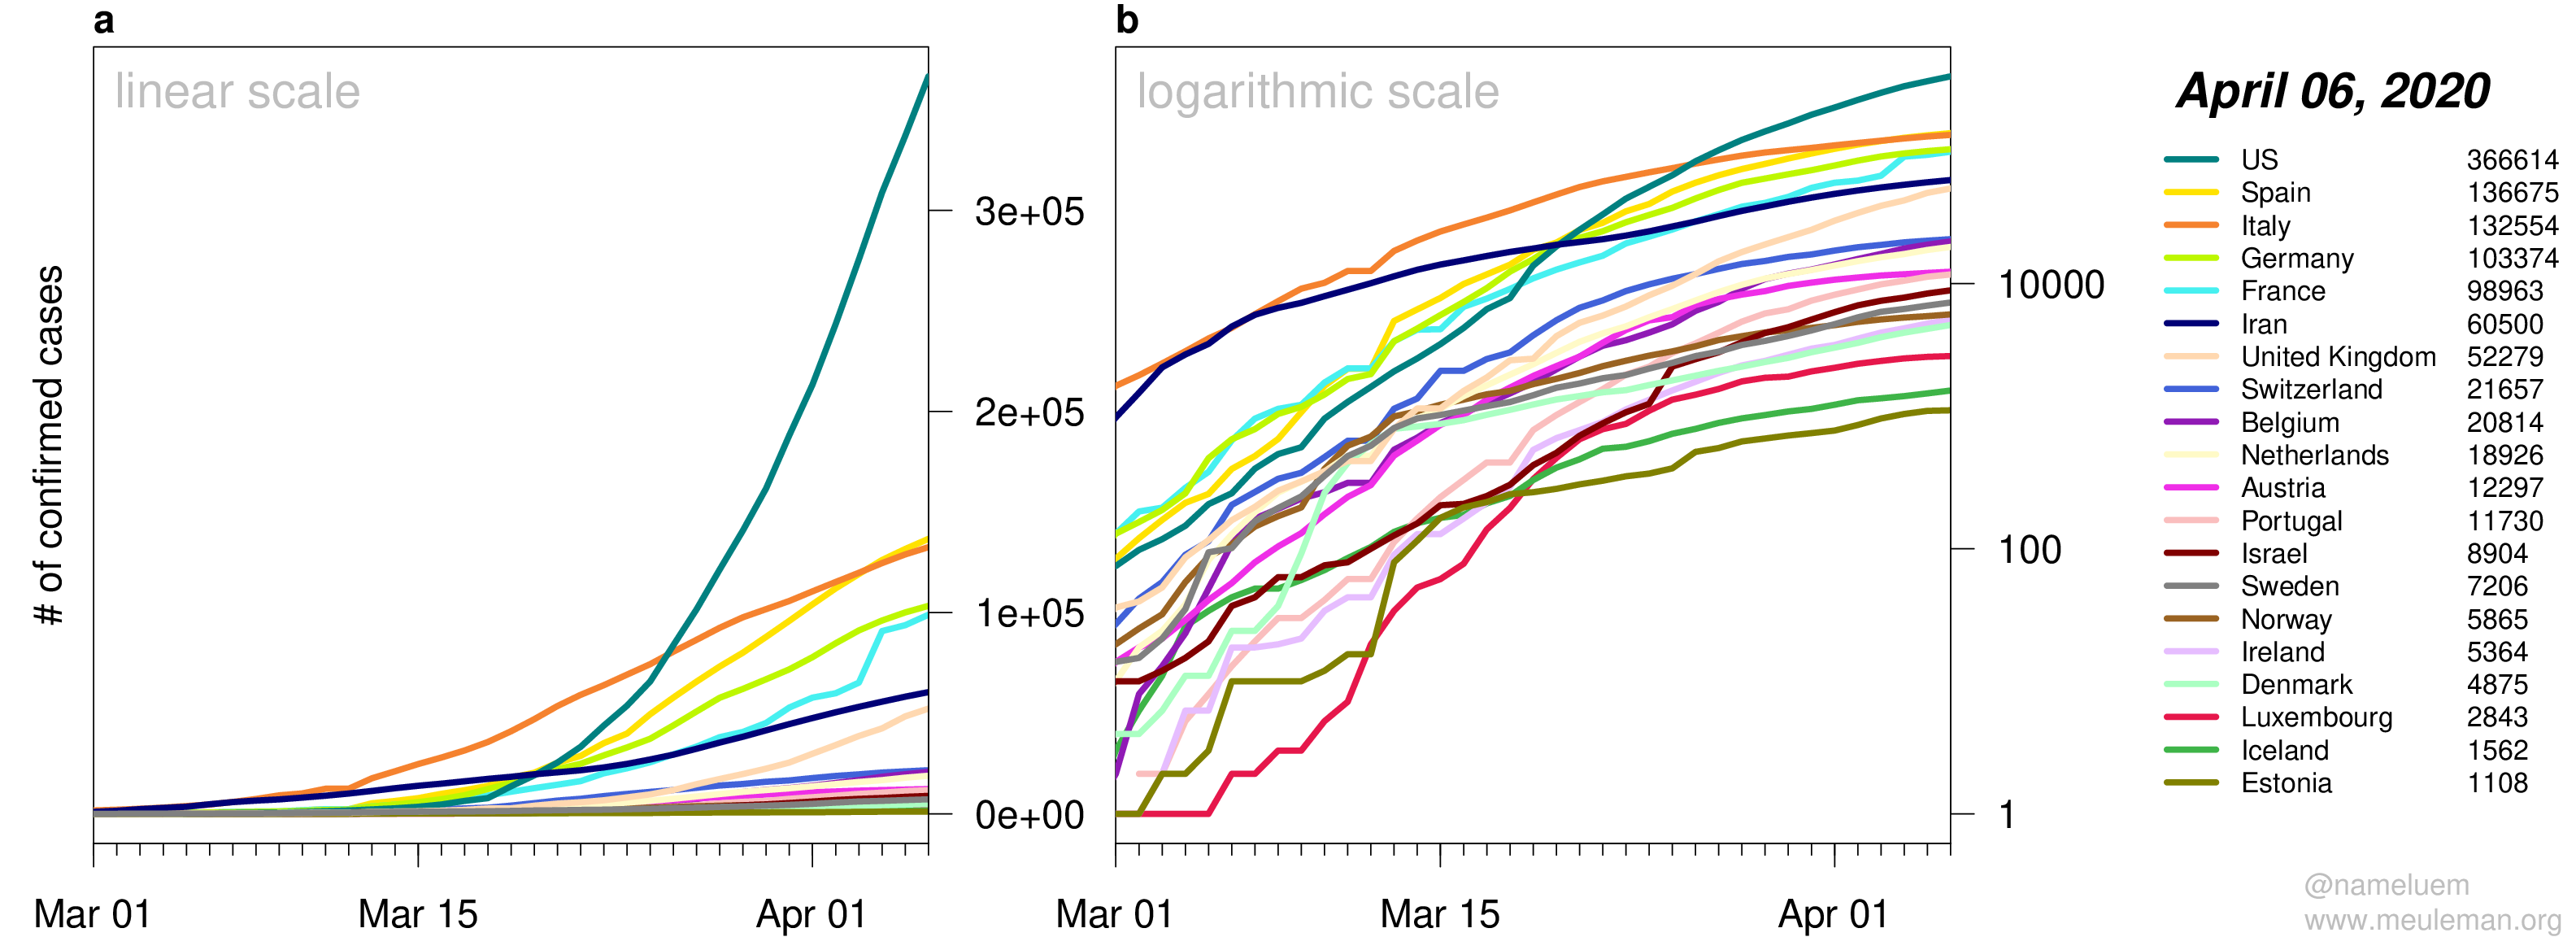 a
linear scale
# of confirmed cases
3e+05
2e+05
1e+05
0e+00
Mar 01
Mar 15
Apr 01
b
logarithmic scale
10000
100
1
Mar 01
Mar 15
Apr 01
April 06, 2020
US 366614
Spain 136675
Italy 132554
Germany 103374
France 98963
Iran 60500
United Kingdom 52279
Switzerland 21657
Belgium 20814
Netherlands 18926
Austria 12297
Portugal 11730
Israel 8904
Sweden 7206
Norway 5865
Ireland 5364
Denmark 4875
Luxembourg 2843
Iceland 1562
Estonia 1108
@nameluem
www.meuleman.org